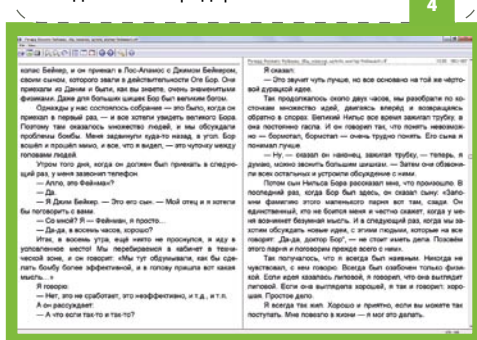 4
колас Бейкер, и он приехал в Лос-Аламос с Джимом Бейкером,
своим сыном, которого звали в действительности Оге Бор. Они
приехали из Дании и были, как вы знаете, очень знаменитыми
физиками. Даже для больших шишек Бор был великим богом.
Однажды у нас состоялось собрание — это было, когда он
приехал в первый раз, — и все хотели увидеть великого Бора.
Поэтому там оказалось множество людей, и мы обсуждали
проблемы бомбы. Меня задвинули куда-то назад, в угол. Бор
вошёл и прошёл мимо, и все, что я видел, — это чупочку между
головами людей.
Утром того дня, когда он должен был приехать в следую-
щий раз, у меня зазвонил телефон.
— Алло, это Фейнман?
— Да.
— Я Джим Бейкер. — Это его сын. — Мой отец и я хотели
бы поговорить с вами.
— Со мной? Я — Фейнман, я просто...
— Да-да, в восемь часов, хорошо?
Итак, в восемь утра, ещё никто не проснулся, я иду в
условленное место! Мы перебираемся в кабинет в техни-
ческой зоне, и он говорит: «Мы тут обдумывали, как бы сде-
лать бомбу более эффективной, и в голову пришла вот какая
мысль...»
Я говорю:
— Нет, это не сработает, это неэффективно, и т.д., и т.п.
А он рассуждает:
— А что если так-то и так-то?
Я сказал:
— Это звучит чуть лучше, но все основано на той же чёрто-
вой дурацкой идее.
Так продолжалось около двух часов, мы разобрали по ко-
сточкам множество идей, двигаясь вперёд и возвращаясь
обратно в спорах. Великий Нильс все время зажигал трубку, а
она постоянно гасла. И он говорил так, что понять невозмож-
но — бормотал, бормотал — очень трудно понять. Его сына я
понимал лучше.
— Ну, — сказал он наконец, зажигая трубку, — теперь, я
думаю, можно звонить большим шишкам. — Затем они обзвони-
ли всех остальных и устроили обсуждение с ними.
Потом сын Нильса Бора рассказал мне, что произошло. В
последний раз, когда Бор был здесь, он сказал сыну: «Запо-
мни фамилию этого маленького парня вот там, сзади. Он
единственный, кто не боится меня и честно скажет, когда у ме-
ня возникнет безумная мысль. И в следующий раз, когда мы за-
хотим обсуждать новые идеи, с этими людьми, которые на все
говорят: „Да-да, доктор Бор“, — не стоит иметь дела. Позовём
этого парня и поговорим прежде всего с ним».
Так получалось, что я всегда был наивным. Никогда не
чувствовал, с кем говорю. Всегда был озабочен только физи-
кой. Если идея казалась липовой, я говорил, что она выглядит
липовой. Если она выглядела хорошей, я так и говорил: хоро-
шая. Простое дело.
Я всегда так жил. Хорошо и приятно, если вы можете так
поступать. Мне повезло в жизни — я мог это делать.